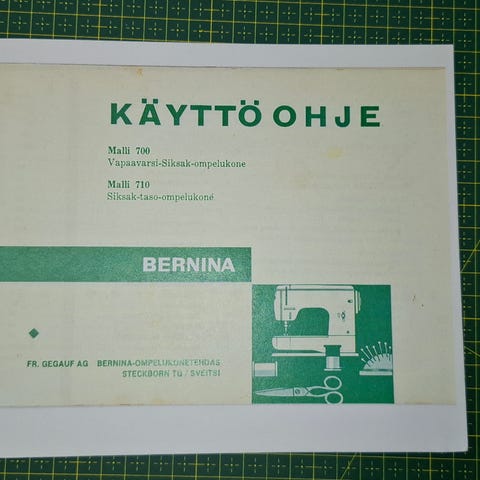 KÄYTTÖOHJE
Malli 700
Vapaavarsi-Siksak-ompelukone
Malli 710
Siksak-taso-ompelukone
BERNINA
FR. GEGAUF AG BERNINA-OMPELUKONETEHDAS
STECKBORN TG / SVEITSI